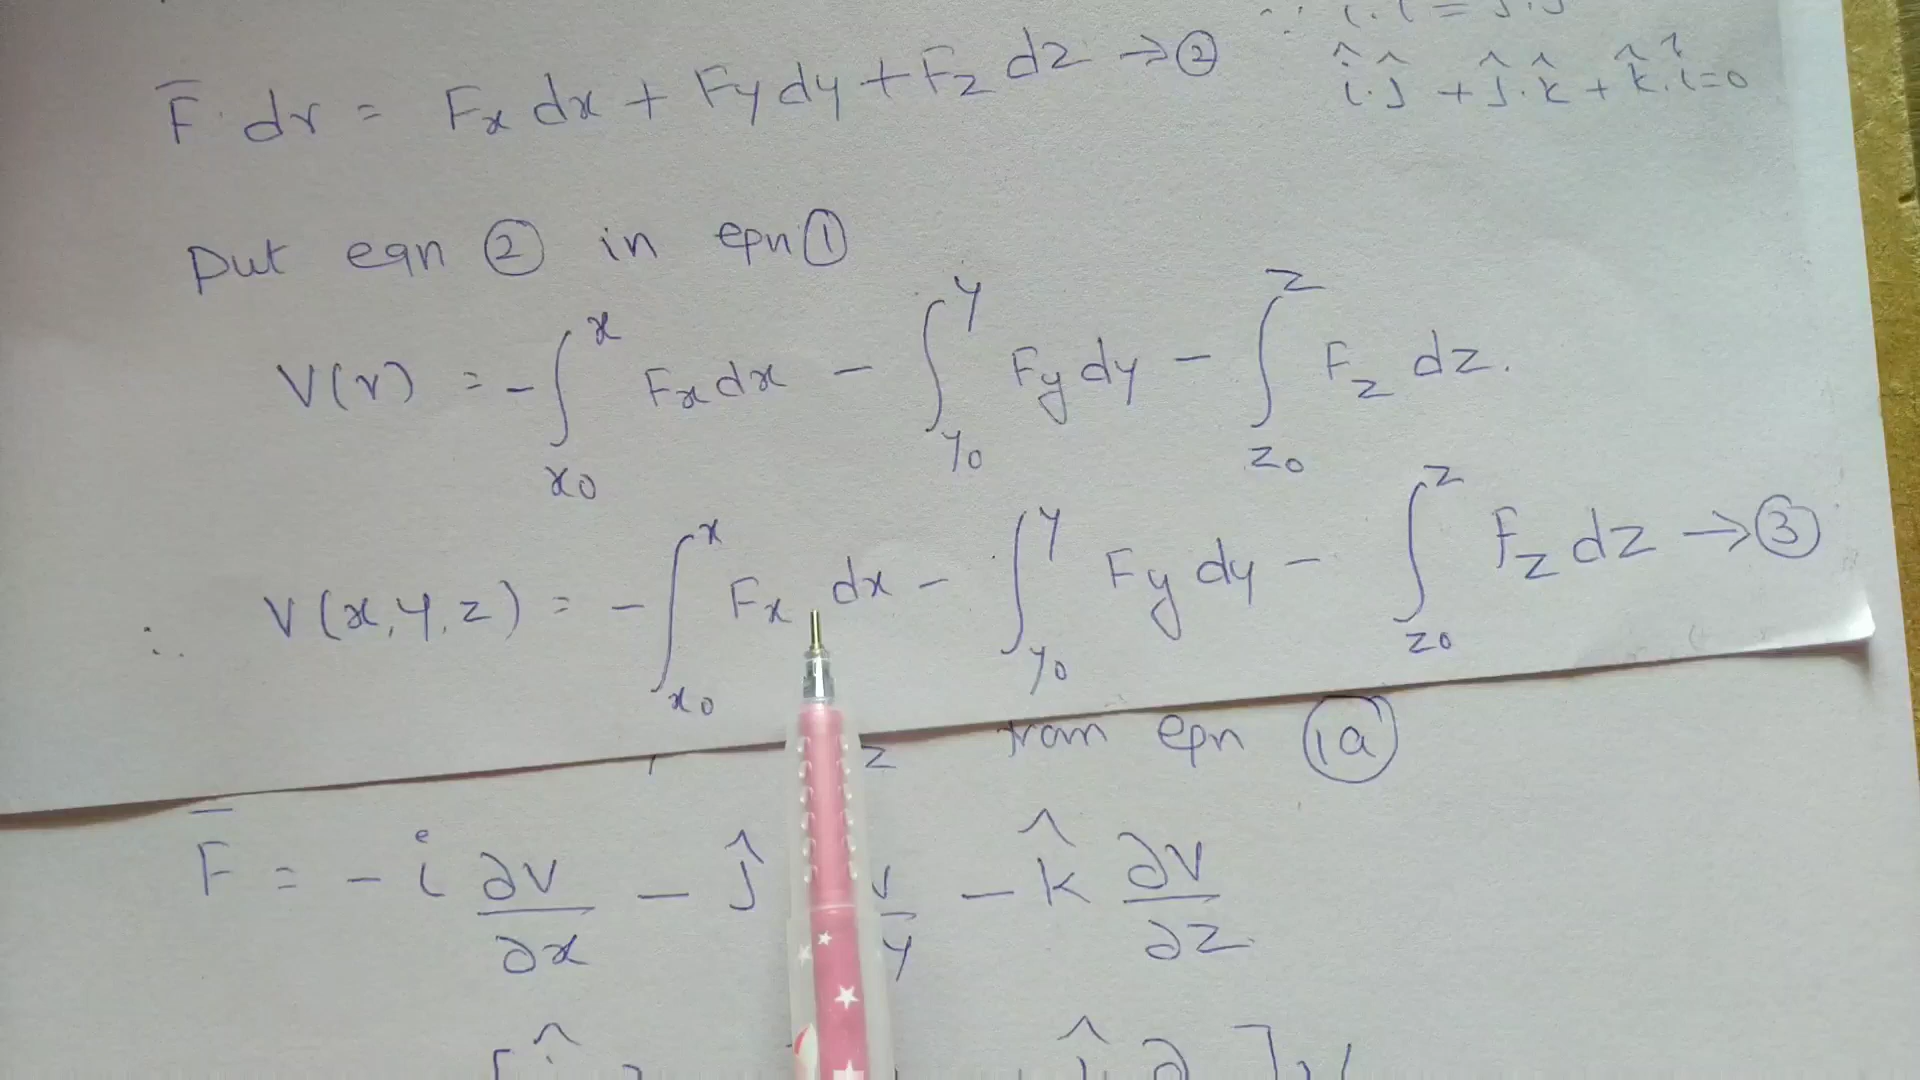 ∵ î.î = ĵ.ĵ
F̅. dr = Fx dx + Fy dy + Fz dz → ②
î.ĵ + ĵ.k̂ + k̂.î = 0
Put eqn ② in eqn ①
V(r) = -∫x0^x Fx dx - ∫y0^y Fy dy - ∫z0^z Fz dz.
∴ V(x,y,z) = -∫x0^x Fx dx - ∫y0^y Fy dy - ∫z0^z Fz dz → ③
z from eqn (1a)
F̅ = - i ∂V/∂x - ĵ V/y - k̂ ∂V/∂z